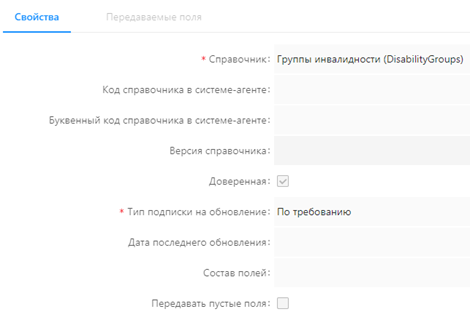 Свойства Передаваемые поля
* Справочник: Группы инвалидности (DisabilityGroups)
Код справочника в системе-агенте:
Буквенный код справочника в системе-агенте:
Версия справочника:
Доверенная:
* Тип подписки на обновление: По требованию
Дата последнего обновления:
Состав полей:
Передавать пустые поля: